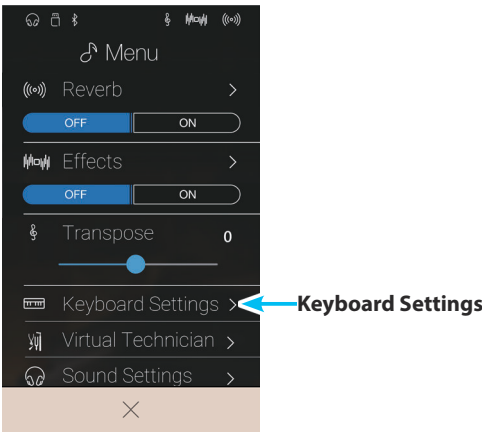 Menu
Reverb
OFF ON
Effects
OFF ON
Transpose 0
Keyboard Settings
Keyboard Settings
Virtual Technician
Sound Settings